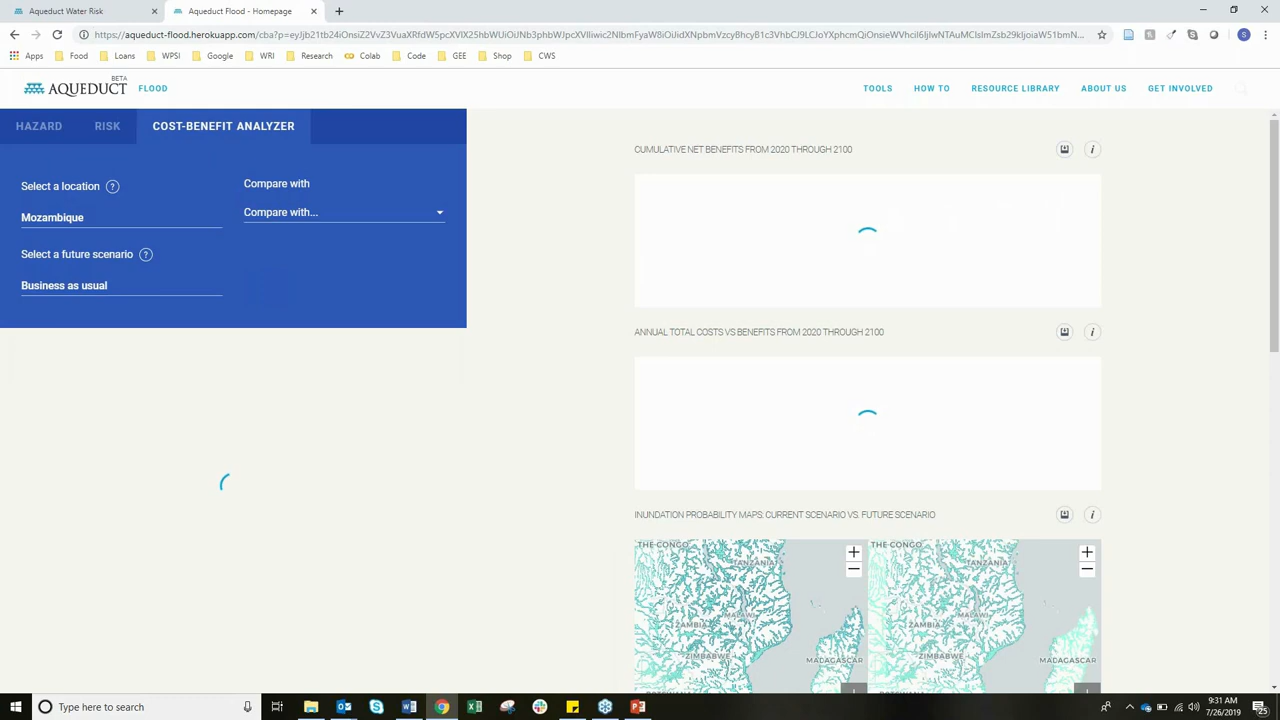 Aqueduct Water Risk
Aqueduct Flood - Homepage
Apps
Food
Loans
WPSI
Google
WRI
Research
Colab
Code
GEE
Shop
CWS
BETA
AQUEDUCT
FLOOD
TOOLS
HOW TO
RESOURCE LIBRARY
ABOUT US
GET INVOLVED
HAZARD
RISK
COST-BENEFIT ANALYZER
Select a location ?
Mozambique
Select a future scenario ?
Business as usual
Compare with
Compare with...
CUMULATIVE NET BENEFITS FROM 2020 THROUGH 2100
ANNUAL TOTAL COSTS VS BENEFITS FROM 2020 THROUGH 2100
INUNDATION PROBABILITY MAPS: CURRENT SCENARIO VS. FUTURE SCENARIO
THE CONGO
TANZANIA
MALAWI
ZAMBIA
ZIMBABWE
MADAGASCAR
THE CONGO
TANZANIA
MALAWI
ZAMBIA
ZIMBABWE
MADAGASCAR
Type here to search
9:31 AM
7/26/2019